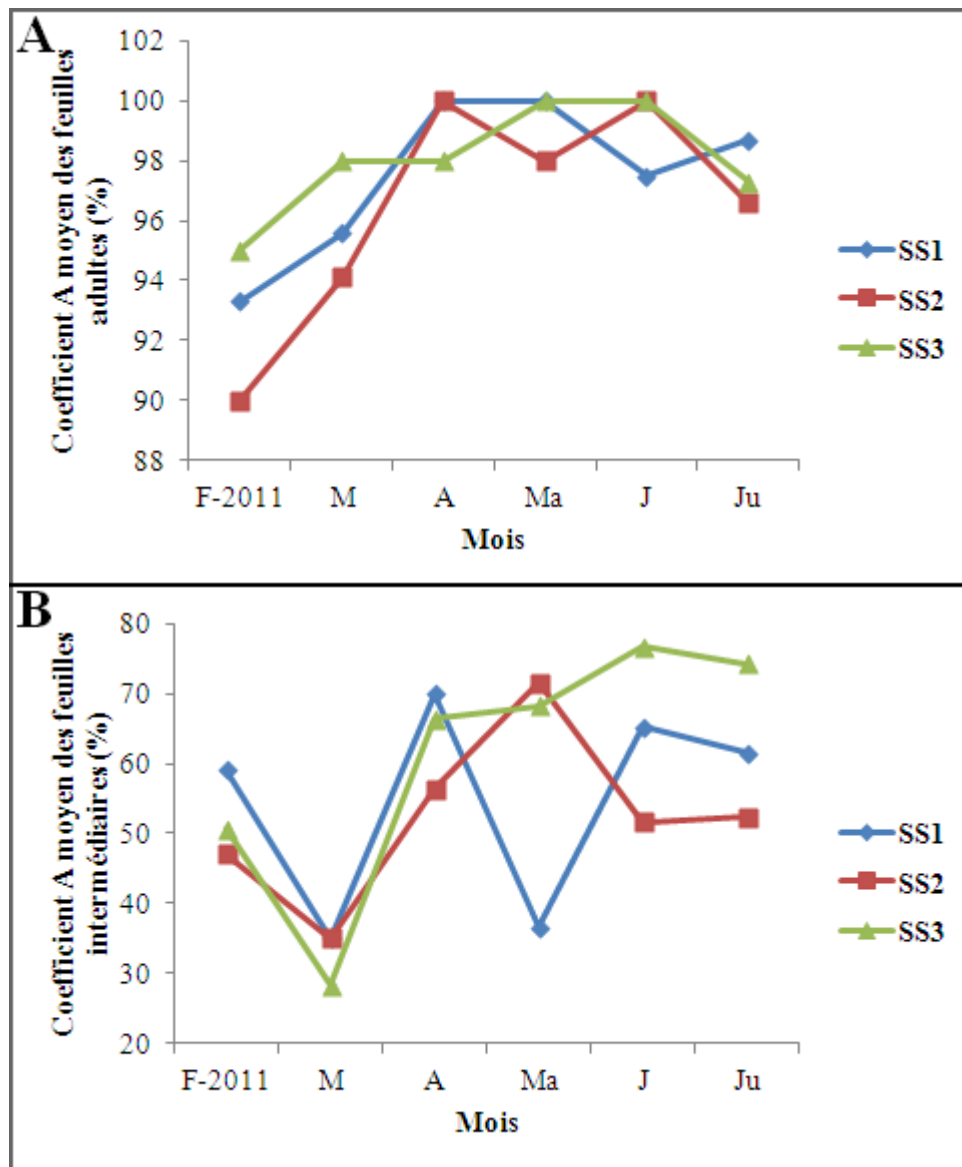 A
Coefficient A moyen des feuilles
adultes (%)
102
100
98
96
94
92
90
88
F-2011 M A Ma J Ju
Mois
SS1
SS2
SS3
B
Coefficient A moyen des feuilles
intermédiaires (%)
80
70
60
50
40
30
20
F-2011 M A Ma J Ju
Mois
SS1
SS2
SS3